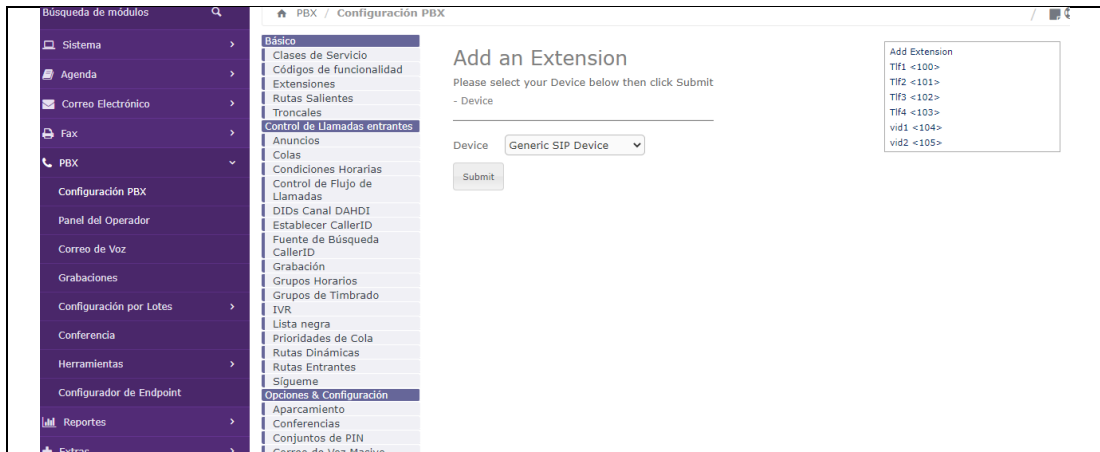 Búsqueda de módulos
Sistema
Agenda
Correo Electrónico
Fax
PBX
Configuración PBX
Panel del Operador
Correo de Voz
Grabaciones
Configuración por Lotes
Conferencia
Herramientas
Configurador de Endpoint
Reportes
Extras
PBX / Configuración PBX /
Básico
Clases de Servicio
Códigos de funcionalidad
Extensiones
Rutas Salientes
Troncales
Control de Llamadas entrantes
Anuncios
Colas
Condiciones Horarias
Control de Flujo de
Llamadas
DIDs Canal DAHDI
Establecer CallerID
Fuente de Búsqueda
CallerID
Grabación
Grupos Horarios
Grupos de Timbrado
IVR
Lista negra
Prioridades de Cola
Rutas Dinámicas
Rutas Entrantes
Sígueme
Opciones & Configuración
Aparcamiento
Conferencias
Conjuntos de PIN
Correo de Voz Masivo
Add an Extension
Please select your Device below then click Submit
- Device
Device Generic SIP Device
Submit
Add Extension
Tlf1 <100>
Tlf2 <101>
Tlf3 <102>
Tlf4 <103>
vid1 <104>
vid2 <105>